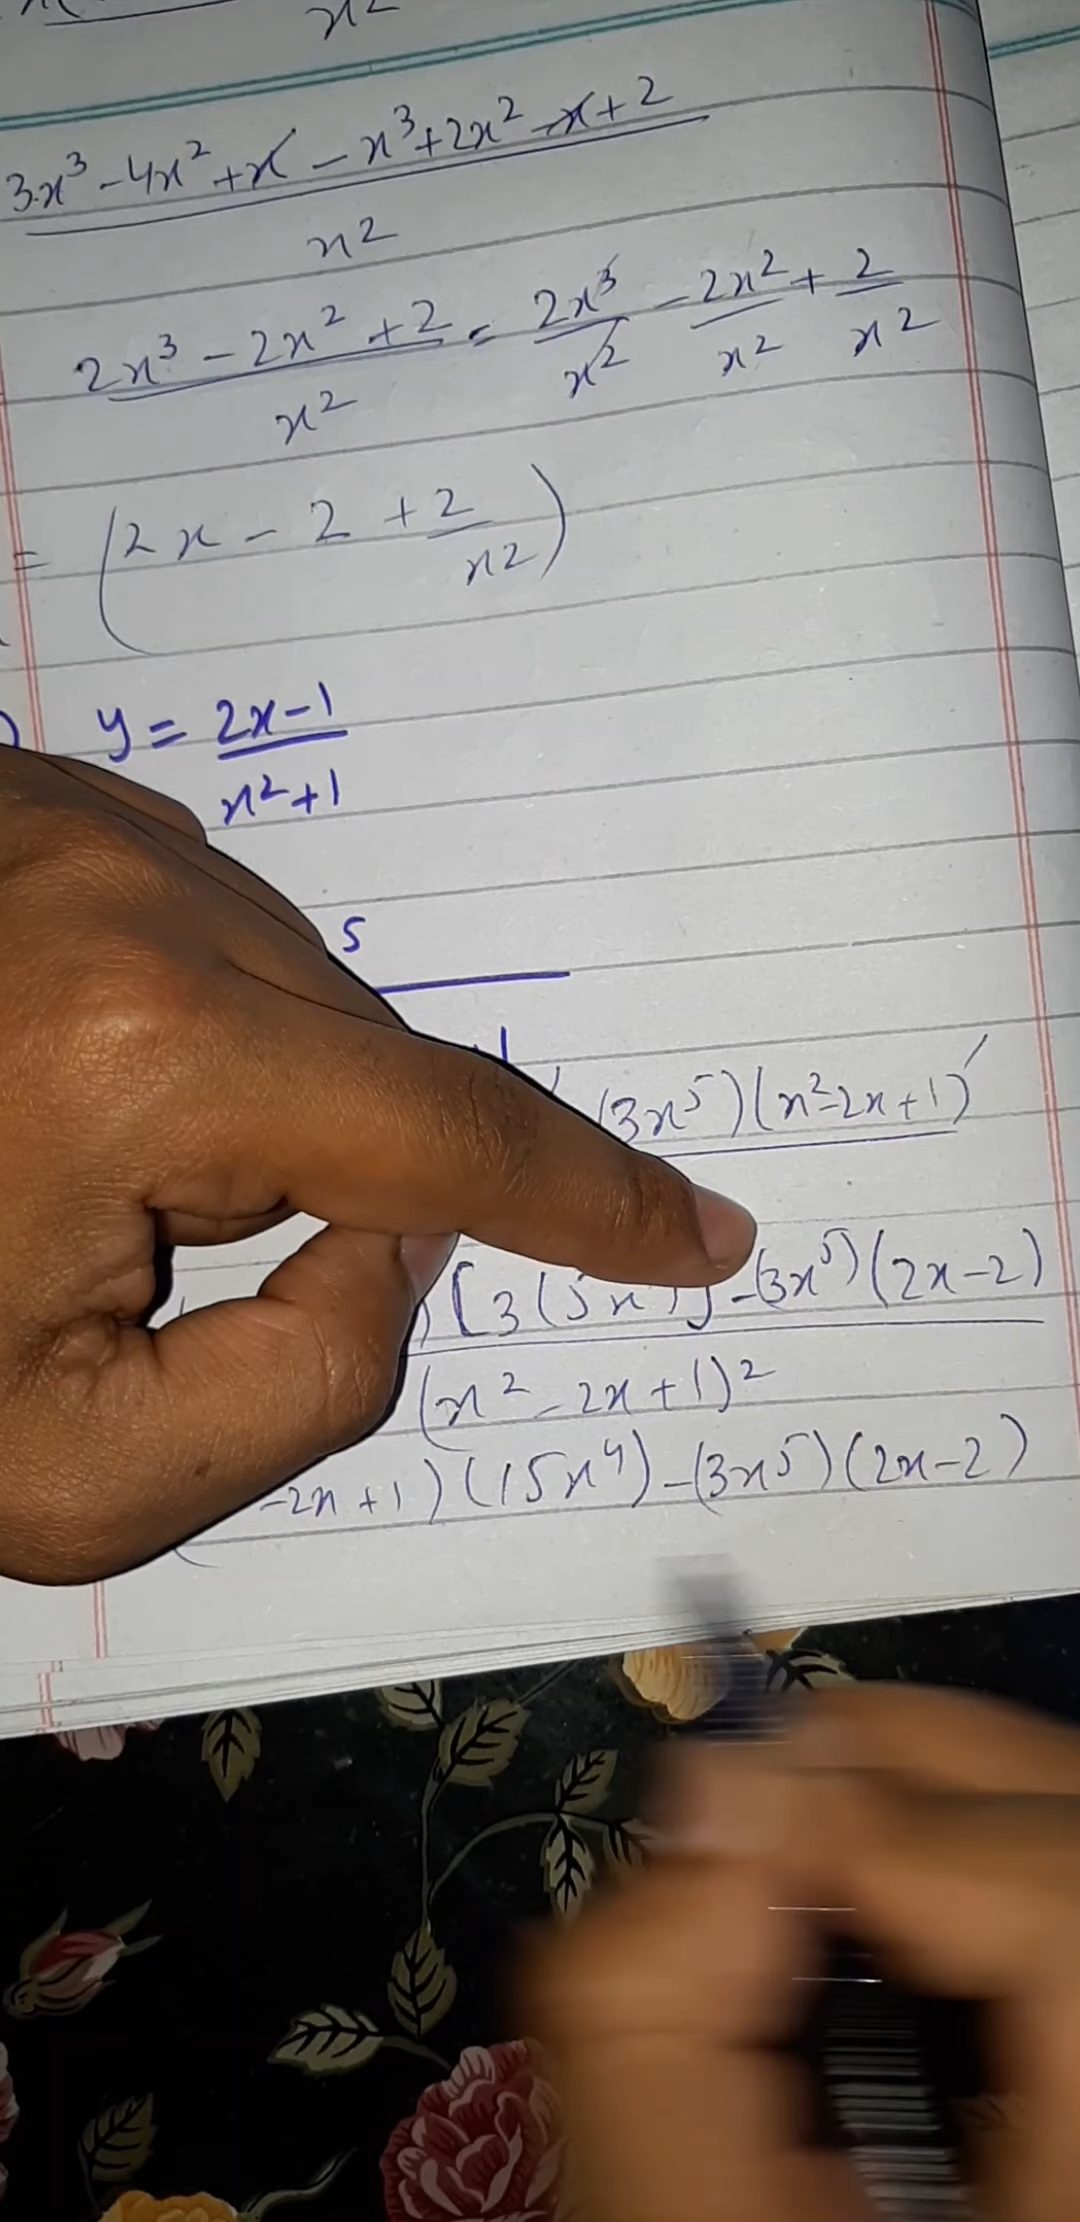 x²
3x³ - 4x² + x - x³ + 2x² - x + 2
x²
2x³ - 2x² + 2 = 2x³ - 2x² + 2
x² x² x² x²
= (2x - 2 + 2
x²)
y = 2x-1
x²+1
5
(3x⁵)(x²-2x+1)'
) [3(5x )] - (3x⁵)(2x-2)
(x² - 2x + 1)²
-2x + 1)(15x⁴) - (3x⁵)(2x-2)